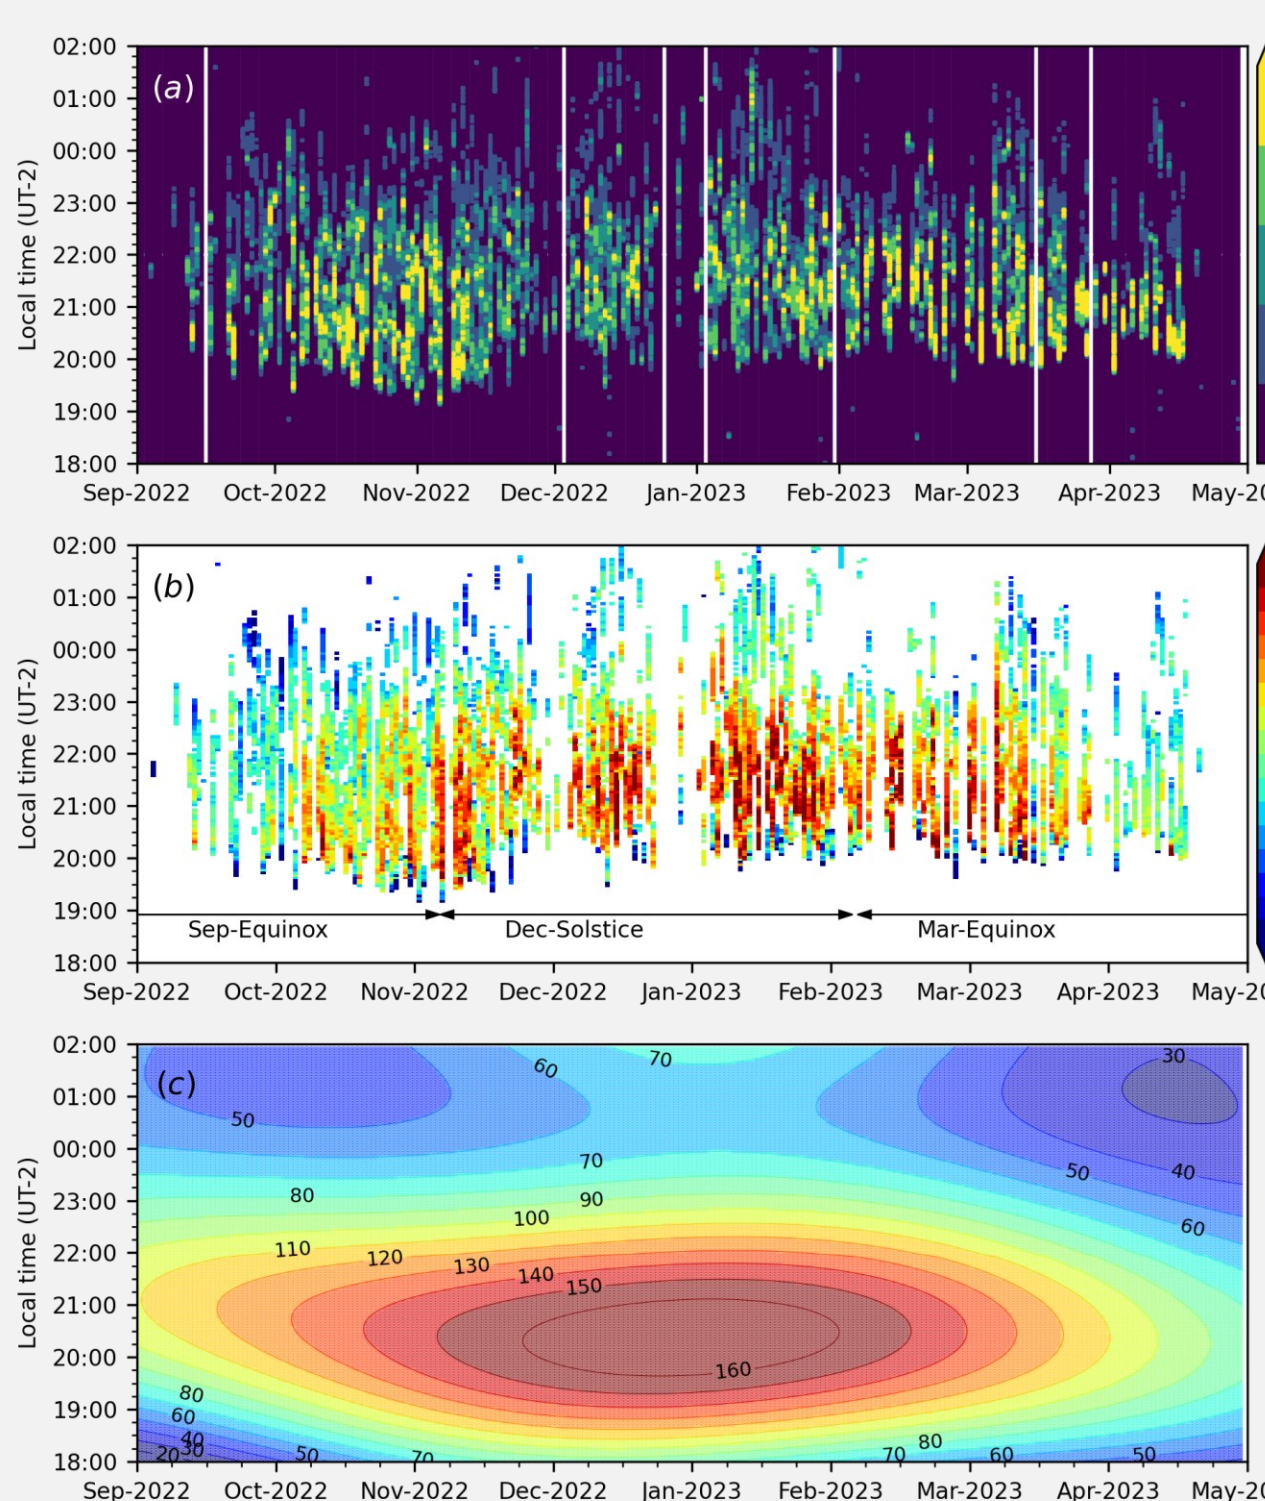 02:00
01:00
00:00
23:00
22:00
21:00
20:00
19:00
18:00
Local time (UT-2)
(a)
Sep-2022 Oct-2022 Nov-2022 Dec-2022 Jan-2023 Feb-2023 Mar-2023 Apr-2023 May-20
02:00
01:00
00:00
23:00
22:00
21:00
20:00
19:00
18:00
Local time (UT-2)
(b)
Sep-Equinox Dec-Solstice Mar-Equinox
Sep-2022 Oct-2022 Nov-2022 Dec-2022 Jan-2023 Feb-2023 Mar-2023 Apr-2023 May-20
02:00
01:00
00:00
23:00
22:00
21:00
20:00
19:00
18:00
Local time (UT-2)
(c)
60 70 30
50
70 50 40
80 90
100 60
110 120 130 140 150
160
80
60
40 80
20 30 50 70 70 60 50
Sep-2022 Oct-2022 Nov-2022 Dec-2022 Jan-2023 Feb-2023 Mar-2023 Apr-2023 May-20